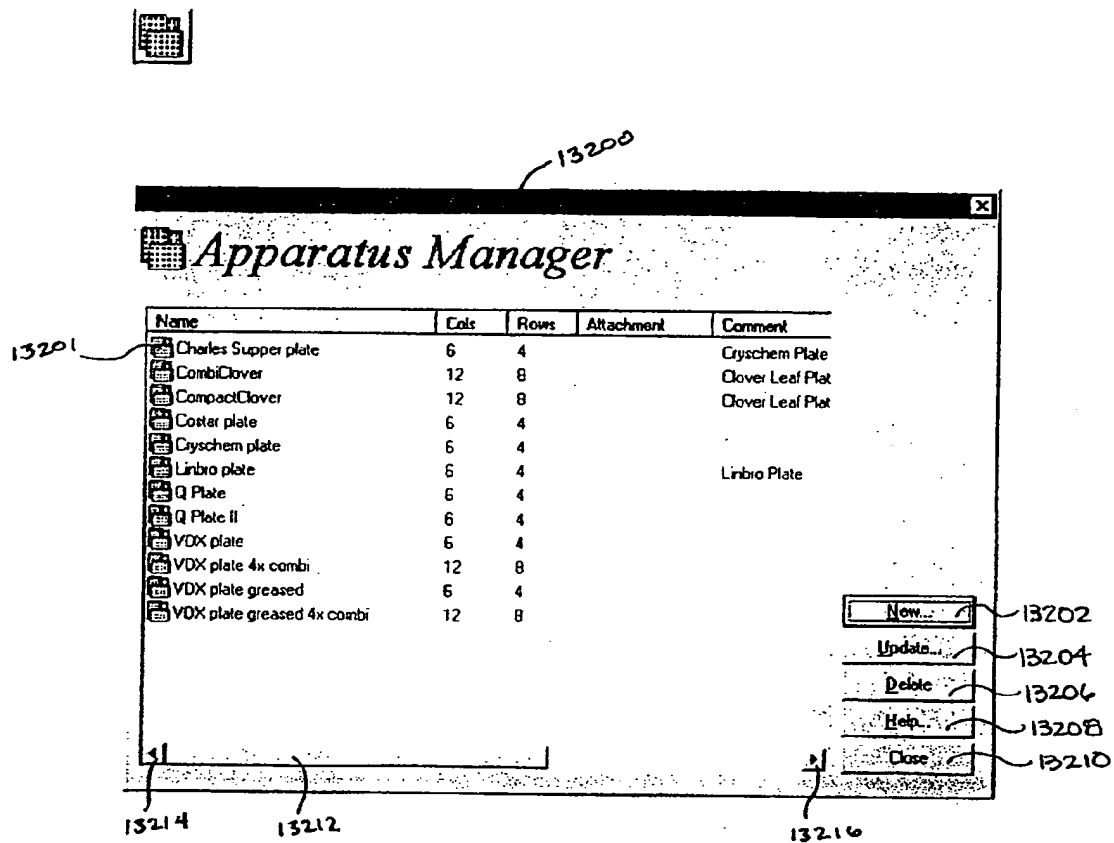 13200
Apparatus Manager
Name Cols Rows Attachment Comment
13201
Charles Supper plate 6 4 Cryschem Plate
CombiClover 12 8 Clover Leaf Plat
CompactClover 12 8 Clover Leaf Plat
Costar plate 6 4
Cryschem plate 6 4
Linbro plate 6 4 Linbro Plate
Q Plate 6 4
Q Plate II 6 4
VDX plate 6 4
VDX plate 4x combi 12 8
VDX plate greased 6 4
VDX plate greased 4x combi 12 8
New... 13202
Update... 13204
Delete 13206
Help... 13208
Close 13210
13214 13212 13216